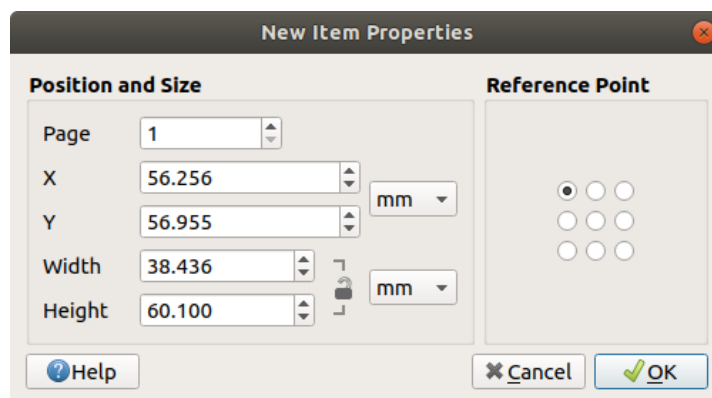 New Item Properties
Position and Size
Reference Point
Page 1
X 56.256
mm
Y 56.955
Width 38.436
mm
Height 60.100
Help
Cancel
OK